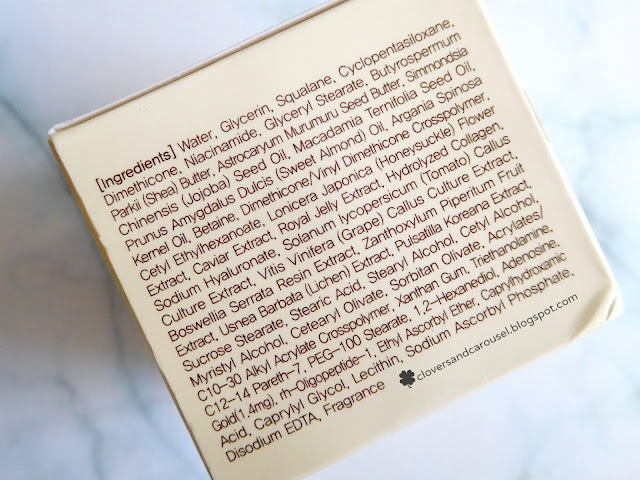 [Ingredients] Water, Glycerin, Squalane, Cyclopentasiloxane,
Dimethicone, Niacinamide, Glyceryl Stearate, Butyrospermum
Parkii (Shea) Butter, Astrocaryum Murumuru Seed Butter, Simmondsia
Chinensis (Jojoba) Seed Oil, Macadamia Ternifolia Seed Oil,
Prunus Amygdalus Dulcis (Sweet Almond) Oil, Argania Spinosa
Kernel Oil, Betaine, Dimethicone/Vinyl Dimethicone Crosspolymer,
Cetyl Ethylhexanoate, Lonicera Japonica (Honeysuckle) Flower
Extract, Caviar Extract, Royal Jelly Extract, Hydrolyzed Collagen,
Sodium Hyaluronate, Solanum lycopersicum (Tomato) Callus
Culture Extract, Vitis Vinifera (Grape) Callus Culture Extract,
Boswellia Serrata Resin Extract, Zanthoxylum Piperitum Fruit
Extract, Usnea Barbata (Lichen) Extract, Pulsatilla Koreana Extract,
Sucrose Stearate, Stearic Acid, Stearyl Alcohol, Cetyl Alcohol,
Myristyl Alcohol, Cetearyl Olivate, Sorbitan Olivate, Acrylates/
C10-30 Alkyl Acrylate Crosspolymer, Xanthan Gum, Triethanolamine,
C12-14 Pareth-7, PEG-100 Stearate, 1,2-Hexanediol, Adenosine,
Gold(1.4mg), rh-Oligopeptide-1, Ethyl Ascorbyl Ether, Caprylhydroxamic
Acid, Caprylyl Glycol, Lecithin, Sodium Ascorbyl Phosphate,
Disodium EDTA, Fragrance
cloversandcarousel.blogspot.com